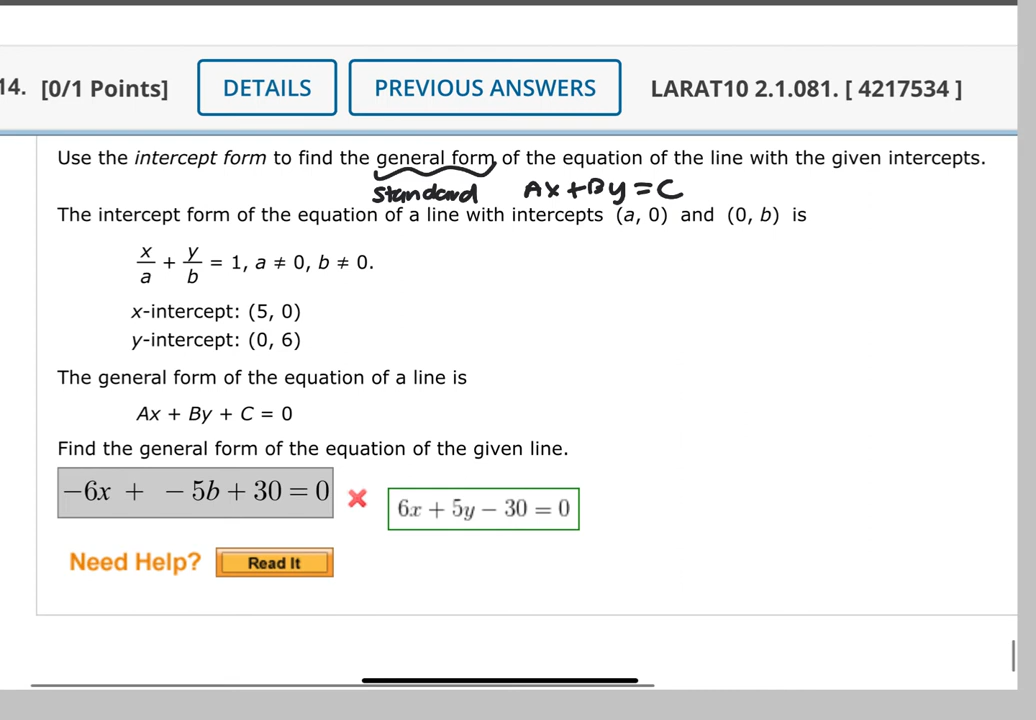 14. [0/1 Points] DETAILS PREVIOUS ANSWERS LARAT10 2.1.081. [ 4217534 ]
Use the intercept form to find the general form of the equation of the line with the given intercepts.
standard Ax + By = C
The intercept form of the equation of a line with intercepts (a, 0) and (0, b) is
x/a + y/b = 1, a ≠ 0, b ≠ 0.
x-intercept: (5, 0)
y-intercept: (0, 6)
The general form of the equation of a line is
Ax + By + C = 0
Find the general form of the equation of the given line.
−6x + − 5b + 30 = 0 6x + 5y − 30 = 0
Need Help? Read It